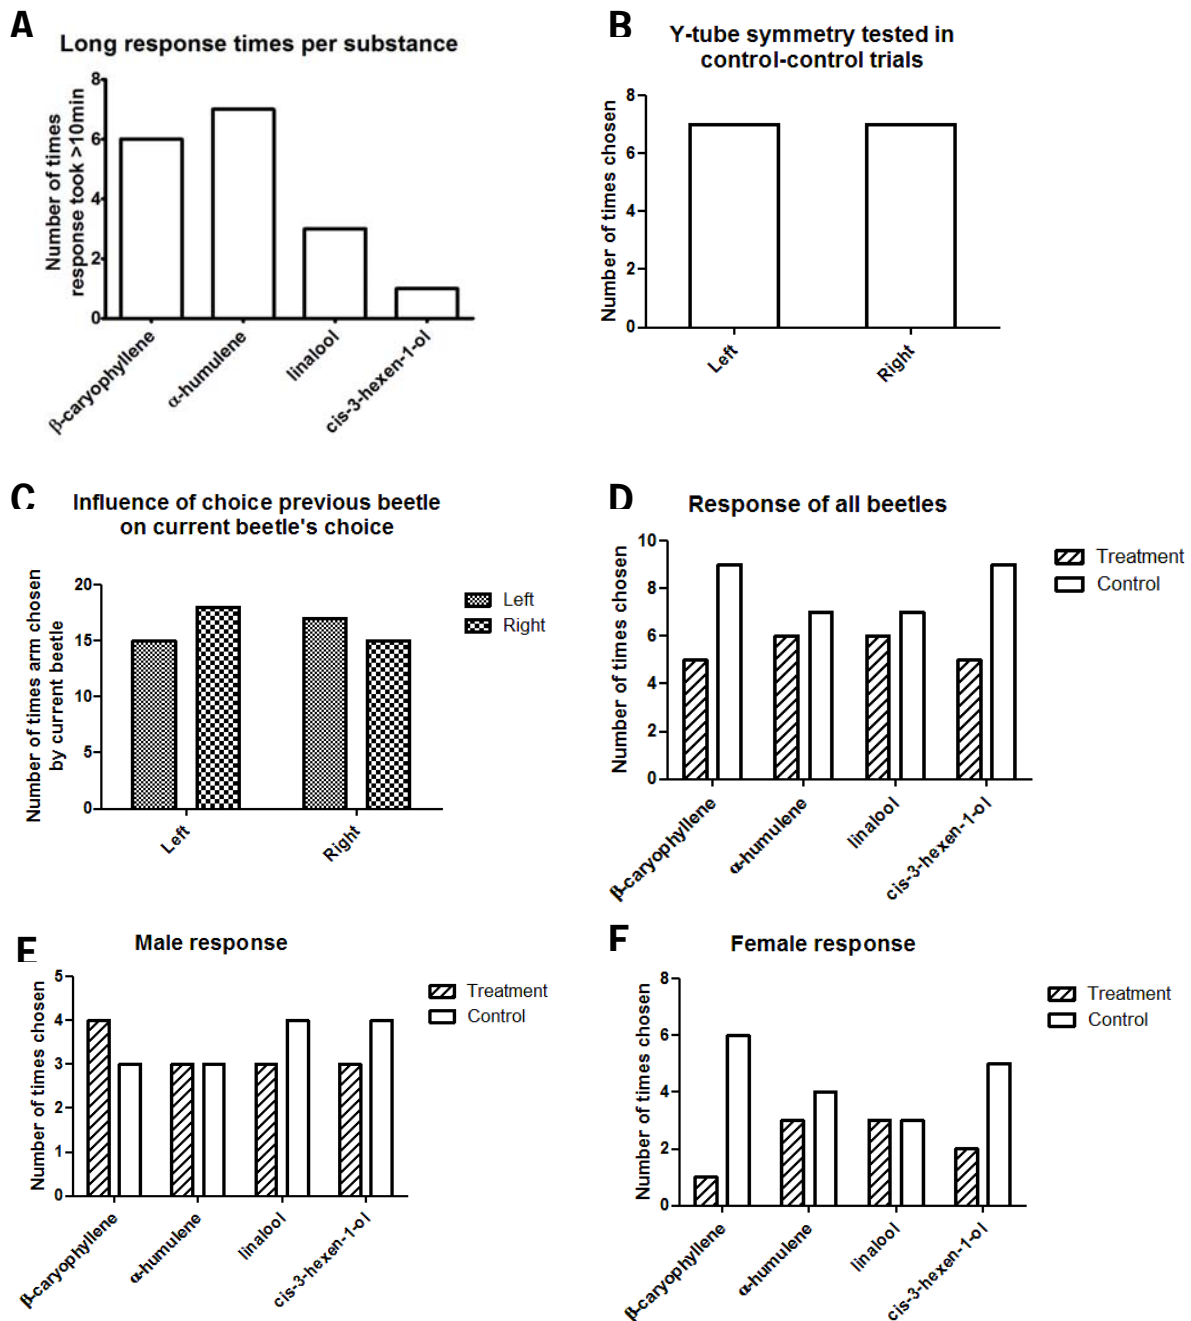 A
Long response times per substance
Number of times
response took >10min
8
6
4
2
0
β-caryophyllene
α-humulene
linalool
cis-3-hexen-1-ol
B
Y-tube symmetry tested in
control-control trials
Number of times chosen
8
6
4
2
0
Left
Right
C
Influence of choice previous beetle
on current beetle's choice
Number of times arm chosen
by current beetle
20
15
10
5
0
Left
Right
Left
Right
D
Response of all beetles
Number of times chosen
10
8
6
4
2
0
β-caryophyllene
α-humulene
linalool
cis-3-hexen-1-ol
Treatment
Control
E
Male response
Number of times chosen
5
4
3
2
1
0
β-caryophyllene
α-humulene
linalool
cis-3-hexen-1-ol
Treatment
Control
F
Female response
Number of times chosen
8
6
4
2
0
β-caryophyllene
α-humulene
linalool
cis-3-hexen-1-ol
Treatment
Control